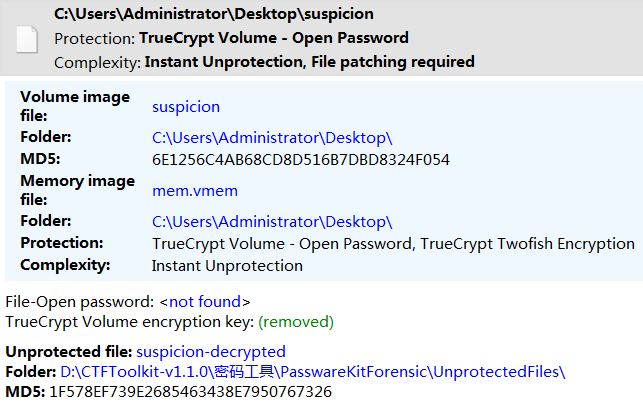 C:\Users\Administrator\Desktop\suspicion
Protection: TrueCrypt Volume - Open Password
Complexity: Instant Unprotection, File patching required
Volume image file: suspicion
Folder: C:\Users\Administrator\Desktop\
MD5: 6E1256C4AB68CD8D516B7DBD8324F054
Memory image file: mem.vmem
Folder: C:\Users\Administrator\Desktop\
Protection: TrueCrypt Volume - Open Password, TrueCrypt Twofish Encryption
Complexity: Instant Unprotection
File-Open password: <not found>
TrueCrypt Volume encryption key: (removed)
Unprotected file: suspicion-decrypted
Folder: D:\CTFToolkit-v1.1.0\密码工具\PasswareKitForensic\UnprotectedFiles\
MD5: 1F578EF739E2685463438E7950767326